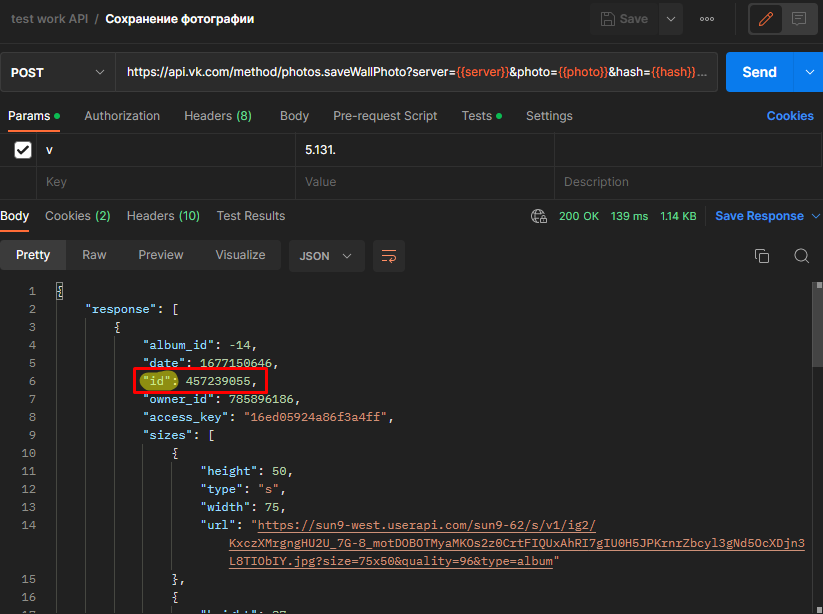 test work API / Сохранение фотографии
Save
POST
https://api.vk.com/method/photos.saveWallPhoto?server={{server}}&photo={{photo}}&hash={{hash}}...
Send
Params
Authorization
Headers (8)
Body
Pre-request Script
Tests
Settings
Cookies
v 5.131.
Key Value Description
Body Cookies (2) Headers (10) Test Results 200 OK 139 ms 1.14 KB Save Response
Pretty Raw Preview Visualize JSON
1 {
2 "response": [
3 {
4 "album_id": -14,
5 "date": 1677150646,
6 "id": 457239055,
7 "owner_id": 785896186,
8 "access_key": "16ed05924a86f3a4ff",
9 "sizes": [
10 {
11 "height": 50,
12 "type": "s",
13 "width": 75,
14 "url": "https://sun9-west.userapi.com/sun9-62/s/v1/ig2/
KxczXMrgngHU2U_7G-8_motDOBOTMyaMKOs2z0CrtFIQUxAhRI7gIU0H5JPKrnrZbcyl3gNd5OcXDjn3
L8TIObIY.jpg?size=75x50&quality=96&type=album"
15 },
16 {